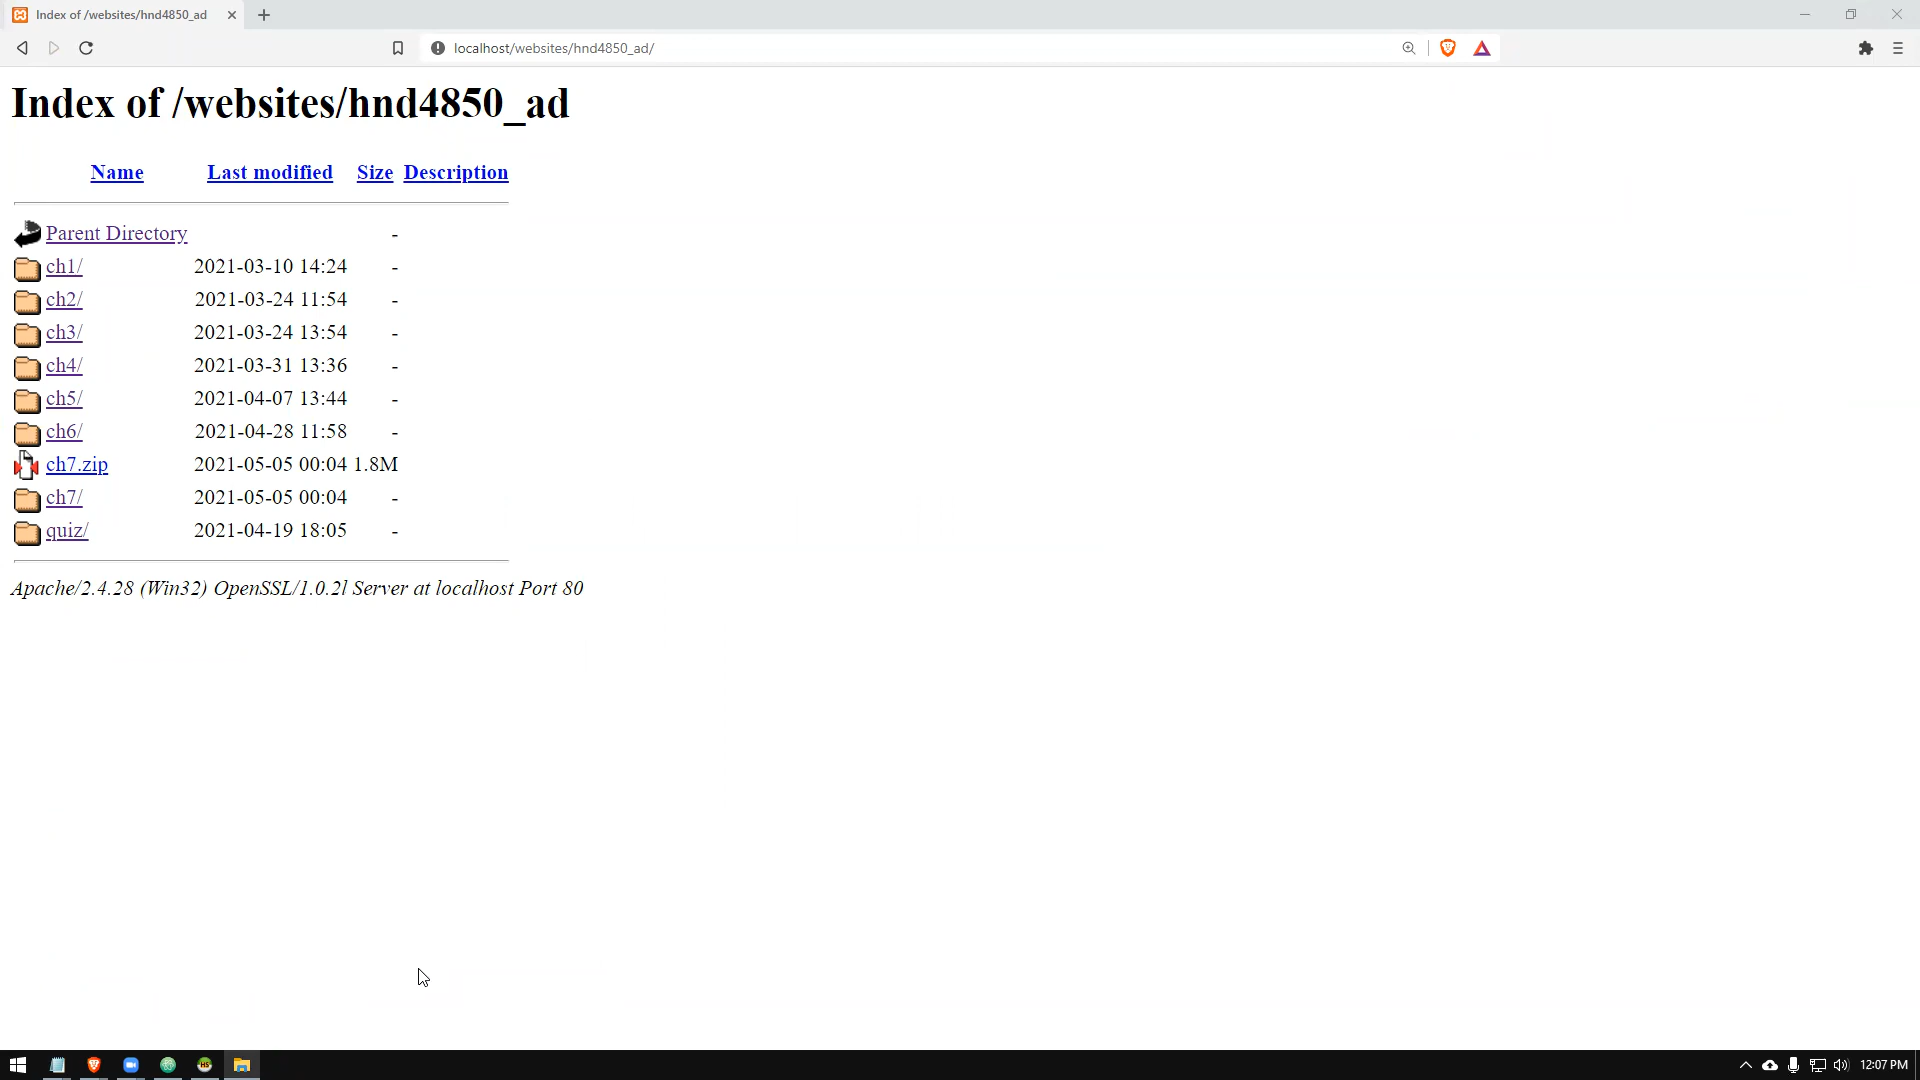 Index of /websites/hnd4850_ad
localhost/websites/hnd4850_ad/
Index of /websites/hnd4850_ad
Name Last modified Size Description
Parent Directory -
ch1/ 2021-03-10 14:24 -
ch2/ 2021-03-24 11:54 -
ch3/ 2021-03-24 13:54 -
ch4/ 2021-03-31 13:36 -
ch5/ 2021-04-07 13:44 -
ch6/ 2021-04-28 11:58 -
ch7.zip 2021-05-05 00:04 1.8M
ch7/ 2021-05-05 00:04 -
quiz/ 2021-04-19 18:05 -
Apache/2.4.28 (Win32) OpenSSL/1.0.2l Server at localhost Port 80
HS
12:07 PM